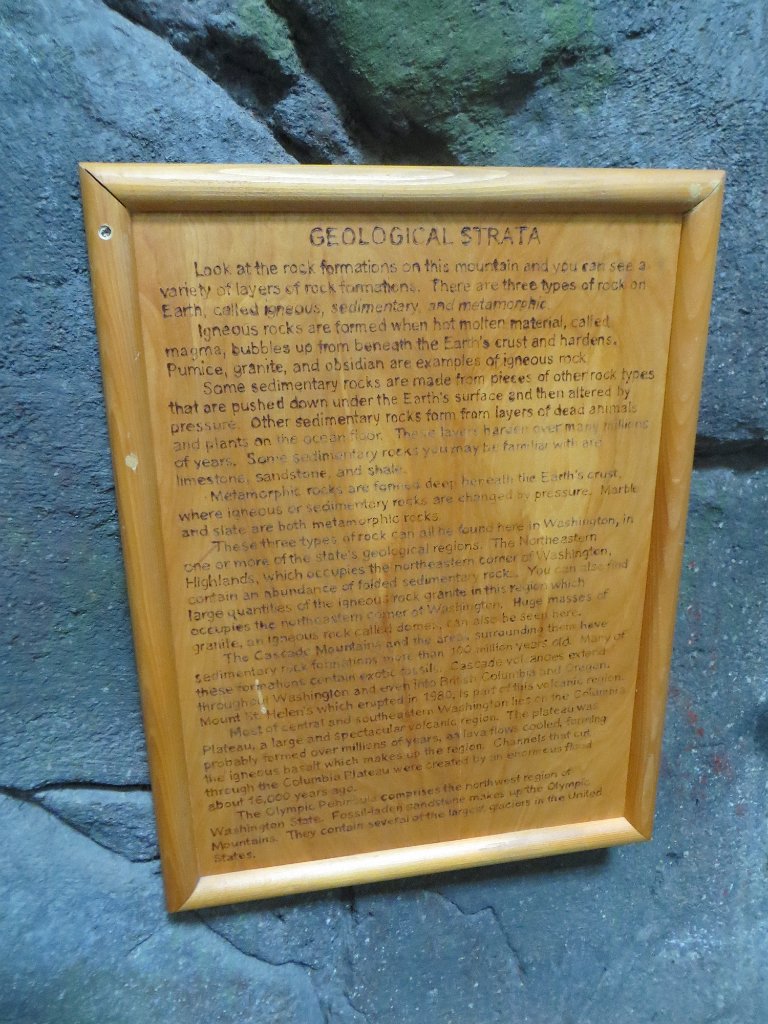 GEOLOGICAL STRATA
Look at the rock formations on this mountain and you can see a
variety of layers of rock formations. There are three types of rock on
Earth, called igneous, sedimentary, and metamorphic.
Igneous rocks are formed when hot molten material, called
magma, bubbles up from beneath the Earth's crust and hardens.
Pumice, granite, and obsidian are examples of igneous rock.
Some sedimentary rocks are made from pieces of other rock types
that are pushed down under the Earth's surface and then altered by
pressure. Other sedimentary rocks form from layers of dead animals
and plants on the ocean floor. These layers harden over many millions
of years. Some sedimentary rocks you may be familiar with are
limestone, sandstone, and shale.
Metamorphic rocks are formed deep beneath the Earth's crust,
where igneous or sedimentary rocks are changed by pressure. Marble
and slate are both metamorphic rocks.
These three types of rock can all be found here in Washington, in
one or more of the state's geological regions. The Northeastern
Highlands, which occupies the northeastern corner of Washington,
contain an abundance of folded sedimentary rocks. You can also find
large quantities of the igneous rock granite in this region which
occupies the northeastern corner of Washington. Huge masses of
granite, an igneous rock called domes, can also be seen here.
The Cascade Mountains and the areas surrounding them have
sedimentary rock formations more than 100 million years old. Many of
these formations contain exotic fossils. Cascade volcanoes extend
throughout Washington and even into British Columbia and Oregon.
Mount St. Helen's which erupted in 1980, is part of this volcanic region.
Most of central and southeastern Washington lies on the Columbia
Plateau, a large and spectacular volcanic region. The plateau was
probably formed over millions of years, as lava flows cooled, forming
the igneous basalt which makes up the region. Channels that cut
through the Columbia Plateau were created by an enormous flood
about 16,000 years ago.
The Olympic Peninsula comprises the northwest region of
Washington State. Fossil-laden sandstone makes up the Olympic
Mountains. They contain several of the largest glaciers in the United
States.